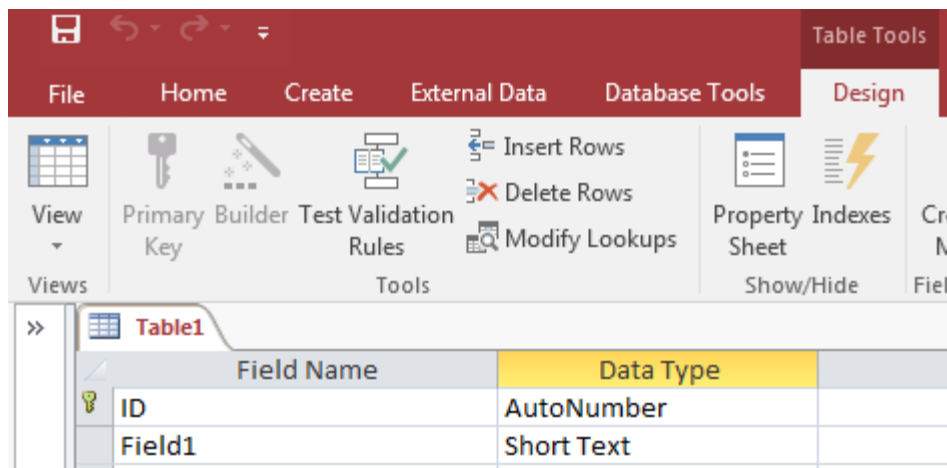 Table Tools
File Home Create External Data Database Tools Design
View
Primary Key
Builder
Test Validation Rules
Insert Rows
Delete Rows
Modify Lookups
Property Sheet
Indexes
Views Tools Show/Hide
Table1
Field Name Data Type
ID AutoNumber
Field1 Short Text